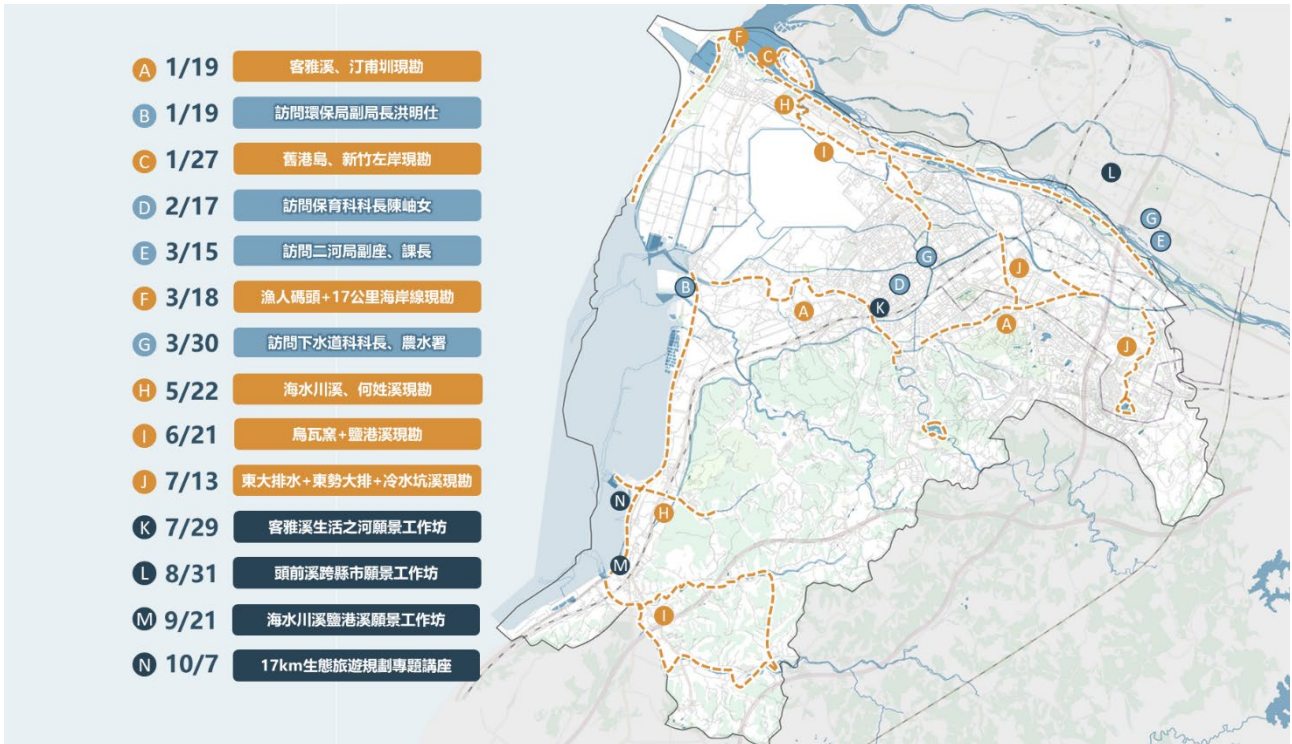 A 1/19 客雅溪、汀甫圳現勘
B 1/19 訪問環保局副局長洪明仕
C 1/27 舊港島、新竹左岸現勘
D 2/17 訪問保育科科長陳岫女
E 3/15 訪問二河局副座、課長
F 3/18 漁人碼頭+17公里海岸線現勘
G 3/30 訪問下水道科科長、農水署
H 5/22 海水川溪、何姓溪現勘
I 6/21 烏瓦窯+鹽港溪現勘
J 7/13 東大排水+東勢大排+冷水坑溪現勘
K 7/29 客雅溪生活之河願景工作坊
L 8/31 頭前溪跨縣市願景工作坊
M 9/21 海水川溪鹽港溪願景工作坊
N 10/7 17km生態旅遊規劃專題講座
F
C
H
I
L
G
E
G
J
B
D
K
A
A
J
N
H
M
I